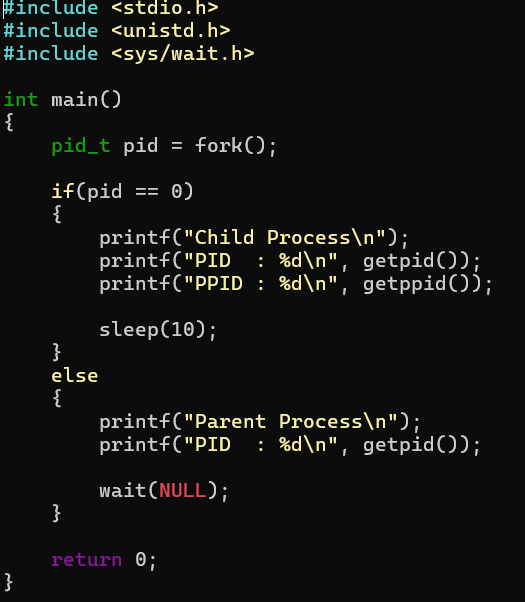 #include <stdio.h>
#include <unistd.h>
#include <sys/wait.h>

int main()
{
    pid_t pid = fork();

    if(pid == 0)
    {
        printf("Child Process\n");
        printf("PID  : %d\n", getpid());
        printf("PPID : %d\n", getppid());

        sleep(10);
    }
    else
    {
        printf("Parent Process\n");
        printf("PID  : %d\n", getpid());

        wait(NULL);
    }

    return 0;
}